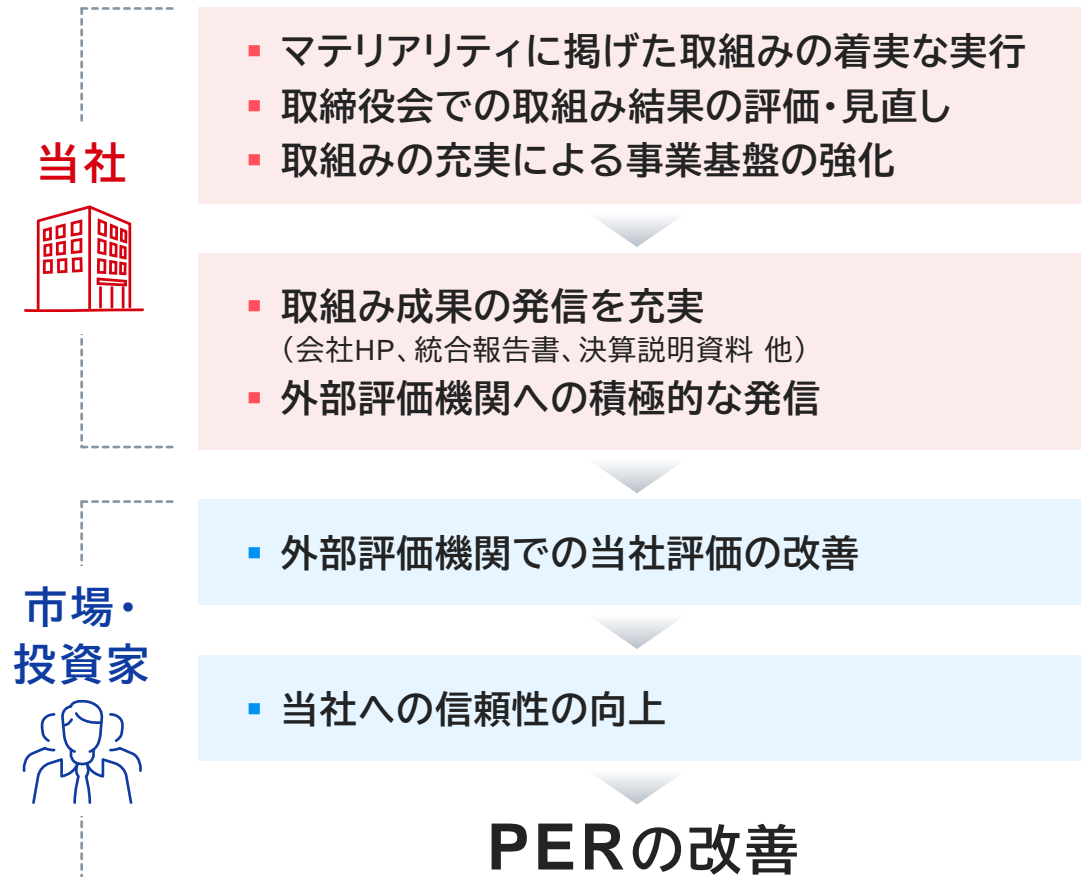 当社
▪ マテリアリティに掲げた取組みの着実な実行
▪ 取締役会での取組み結果の評価・見直し
▪ 取組みの充実による事業基盤の強化
▪ 取組み成果の発信を充実
（会社HP、統合報告書、決算説明資料 他）
▪ 外部評価機関への積極的な発信
市場・
投資家
▪ 外部評価機関での当社評価の改善
▪ 当社への信頼性の向上
PERの改善